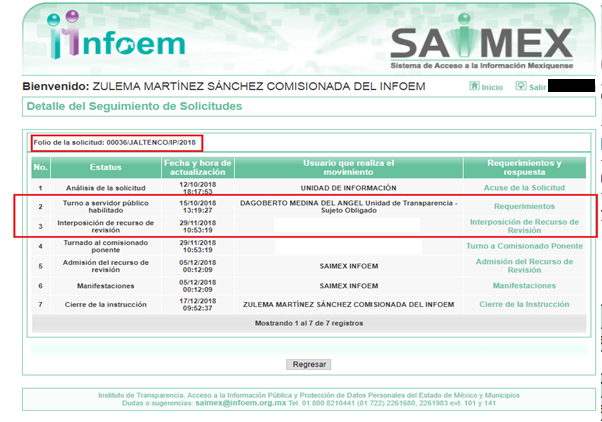 infoem
SAIMEX
Sistema de Acceso a la Información Mexiquense
Bienvenido: ZULEMA MARTÍNEZ SÁNCHEZ COMISIONADA DEL INFOEM
Inicio Salir
Detalle del Seguimiento de Solicitudes
Folio de la solicitud: 00036/JALTENCO/IP/2018
No. Estatus Fecha y hora de actualización Usuario que realiza el movimiento Requerimientos y respuesta
1 Análisis de la solicitud 12/10/2018 18:17:53 UNIDAD DE INFORMACIÓN Acuse de la Solicitud
2 Turno a servidor público habilitado 15/10/2018 13:19:27 DAGOBERTO MEDINA DEL ANGEL Unidad de Transparencia - Sujeto Obligado Requerimientos
3 Interposición de recurso de revisión 29/11/2018 10:53:19 Interposición de Recurso de Revisión
4 Turnado al comisionado ponente 29/11/2018 10:53:19 Turno a Comisionado Ponente
5 Admisión del recurso de revisión 05/12/2018 00:12:09 SAIMEX INFOEM Admisión del Recurso de Revisión
6 Manifestaciones 05/12/2018 00:12:09 SAIMEX INFOEM Manifestaciones
7 Cierre de la instrucción 17/12/2018 09:52:37 ZULEMA MARTÍNEZ SÁNCHEZ COMISIONADA DEL INFOEM Cierre de la instrucción
Mostrando 1 al 7 de 7 registros
Regresar
Instituto de Transparencia, Acceso a la Información Pública y Protección de Datos Personales del Estado de México y Municipios
Dudas o sugerencias: saimex@infoem.org.mx Tel. 01 800 8210441 (01 722) 2261680, 2261983 ext. 101 y 141